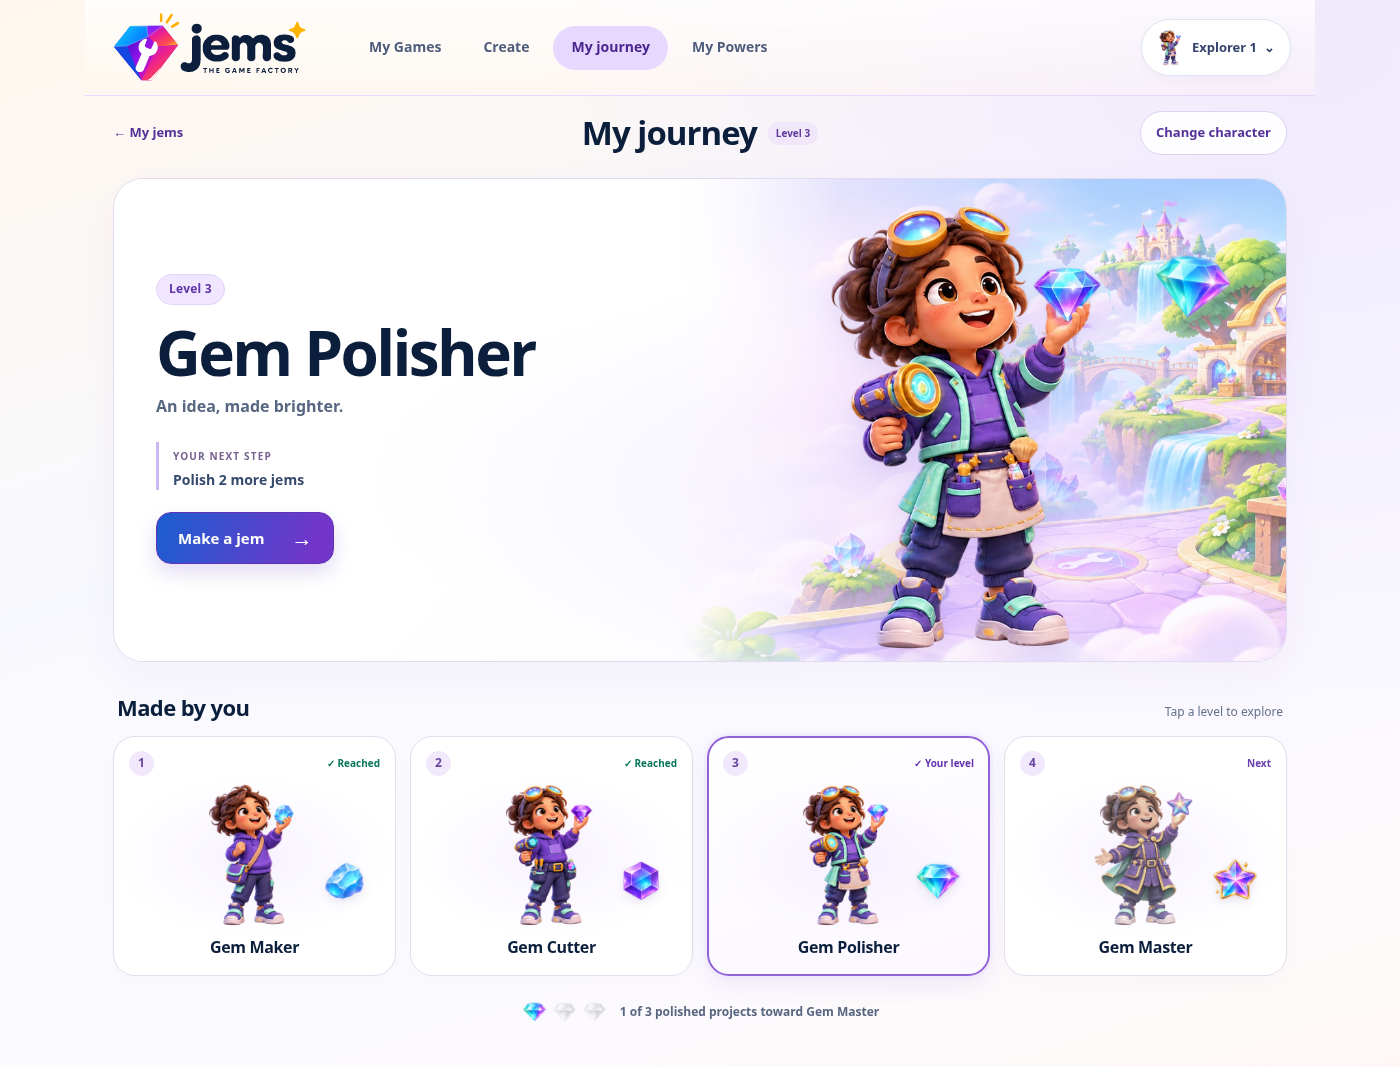 jems
THE GAME FACTORY
My Games
Create
My journey
My Powers
Explorer 1
← My jems
My journey
Level 3
Change character
Level 3
Gem Polisher
An idea, made brighter.
YOUR NEXT STEP
Polish 2 more jems
Make a jem →
Made by you
Tap a level to explore
1
✓ Reached
Gem Maker
2
✓ Reached
Gem Cutter
3
✓ Your level
Gem Polisher
4
Next
Gem Master
1 of 3 polished projects toward Gem Master